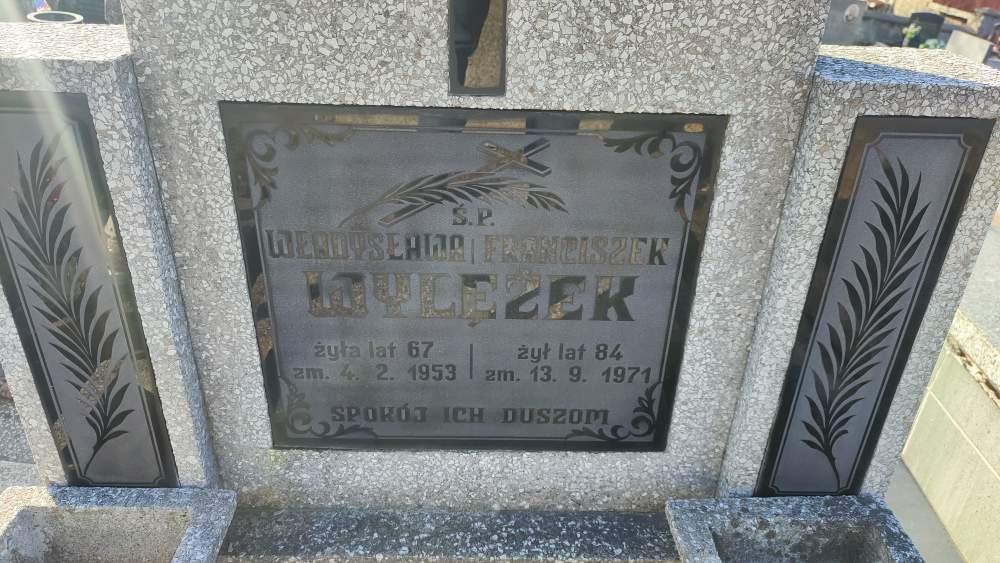 Ś.P.
WŁADYSŁAWA | FRANCISZEK
WYLĘŻEK
żyła lat 67 | żył lat 84
zm. 4. 2. 1953 | zm. 13. 9. 1971
SPOKÓJ ICH DUSZOM